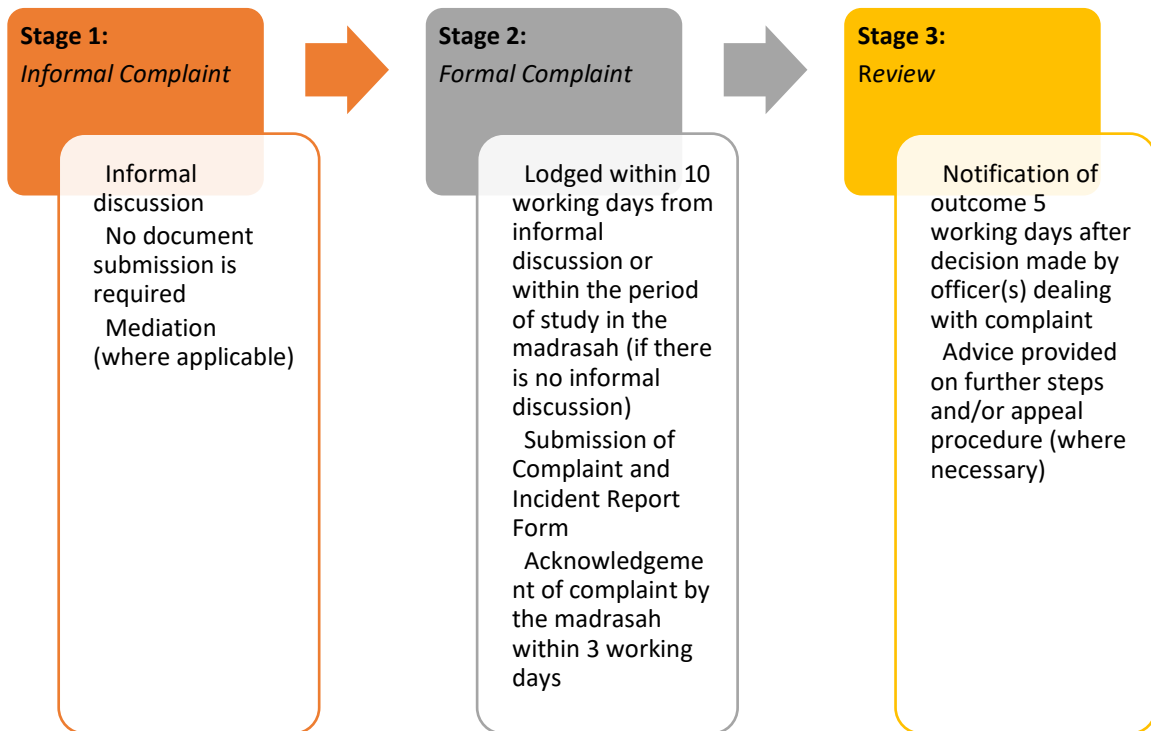 Stage 1:
Informal Complaint
Informal
discussion
No document
submission is
required
Mediation
(where applicable)
Stage 2:
Formal Complaint
Lodged within 10
working days from
informal
discussion or
within the period
of study in the
madrasah (if there
is no informal
discussion)
Submission of
Complaint and
Incident Report
Form
Acknowledgeme
nt of complaint by
the madrasah
within 3 working
days
Stage 3:
Review
Notification of
outcome 5
working days after
decision made by
officer(s) dealing
with complaint
Advice provided
on further steps
and/or appeal
procedure (where
necessary)